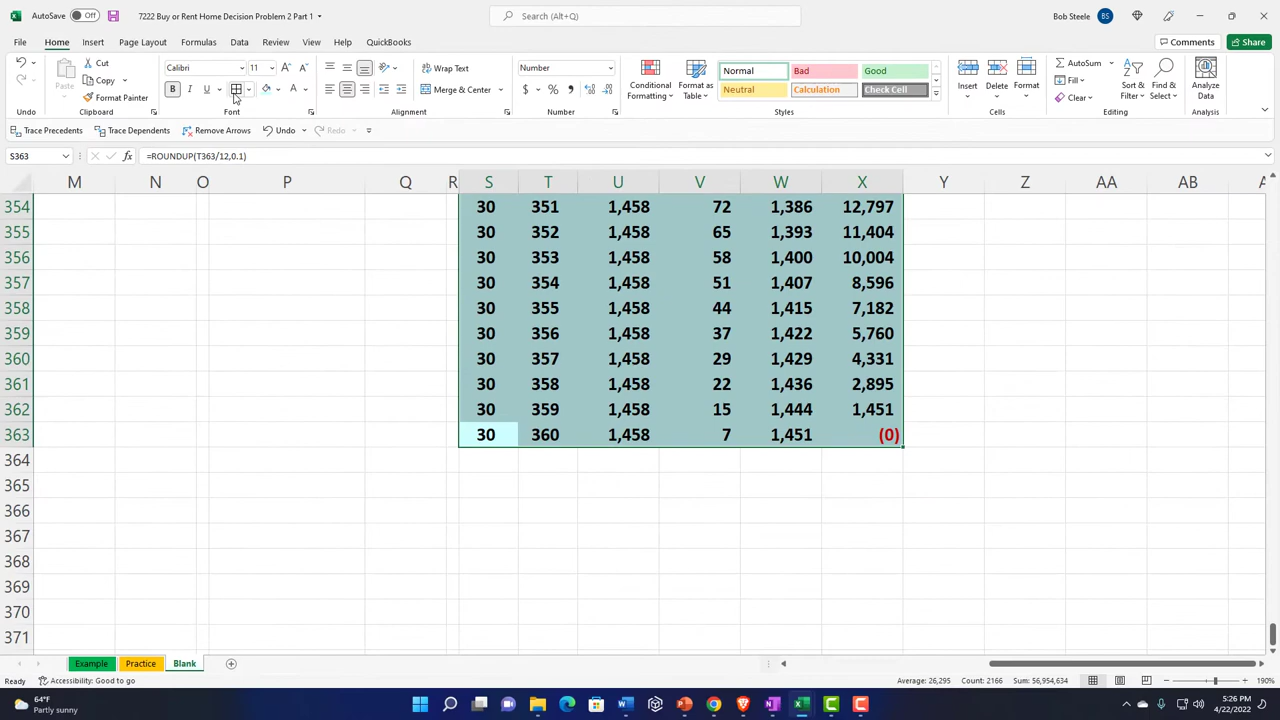 AutoSave Off 7222 Buy or Rent Home Decision Problem 2 Part 1 Search (Alt+Q) Bob Steele BS
File Home Insert Page Layout Formulas Data Review View Help QuickBooks Comments Share
Cut Calibri 11 Wrap Text Number Normal Bad Good AutoSum
Copy Fill
Paste Format Painter B I U Merge & Center $ % Conditional Formatting Format as Table Neutral Calculation Check Cell Insert Delete Format Clear Sort & Filter Find & Select Analyze Data
Undo Clipboard Font Alignment Number Styles Cells Editing Analysis
Trace Precedents Trace Dependents Remove Arrows Undo Redo
S363 fx =ROUNDUP(T363/12,0.1)
M N O P Q R S T U V W X Y Z AA AB A
354 30 351 1,458 72 1,386 12,797
355 30 352 1,458 65 1,393 11,404
356 30 353 1,458 58 1,400 10,004
357 30 354 1,458 51 1,407 8,596
358 30 355 1,458 44 1,415 7,182
359 30 356 1,458 37 1,422 5,760
360 30 357 1,458 29 1,429 4,331
361 30 358 1,458 22 1,436 2,895
362 30 359 1,458 15 1,444 1,451
363 30 360 1,458 7 1,451 (0)
364
365
366
367
368
369
370
371
Example Practice Blank
Ready Accessibility: Good to go Average: 26,295 Count: 2166 Sum: 56,954,634 190%
64°F
Partly sunny
5:26 PM
4/22/2022